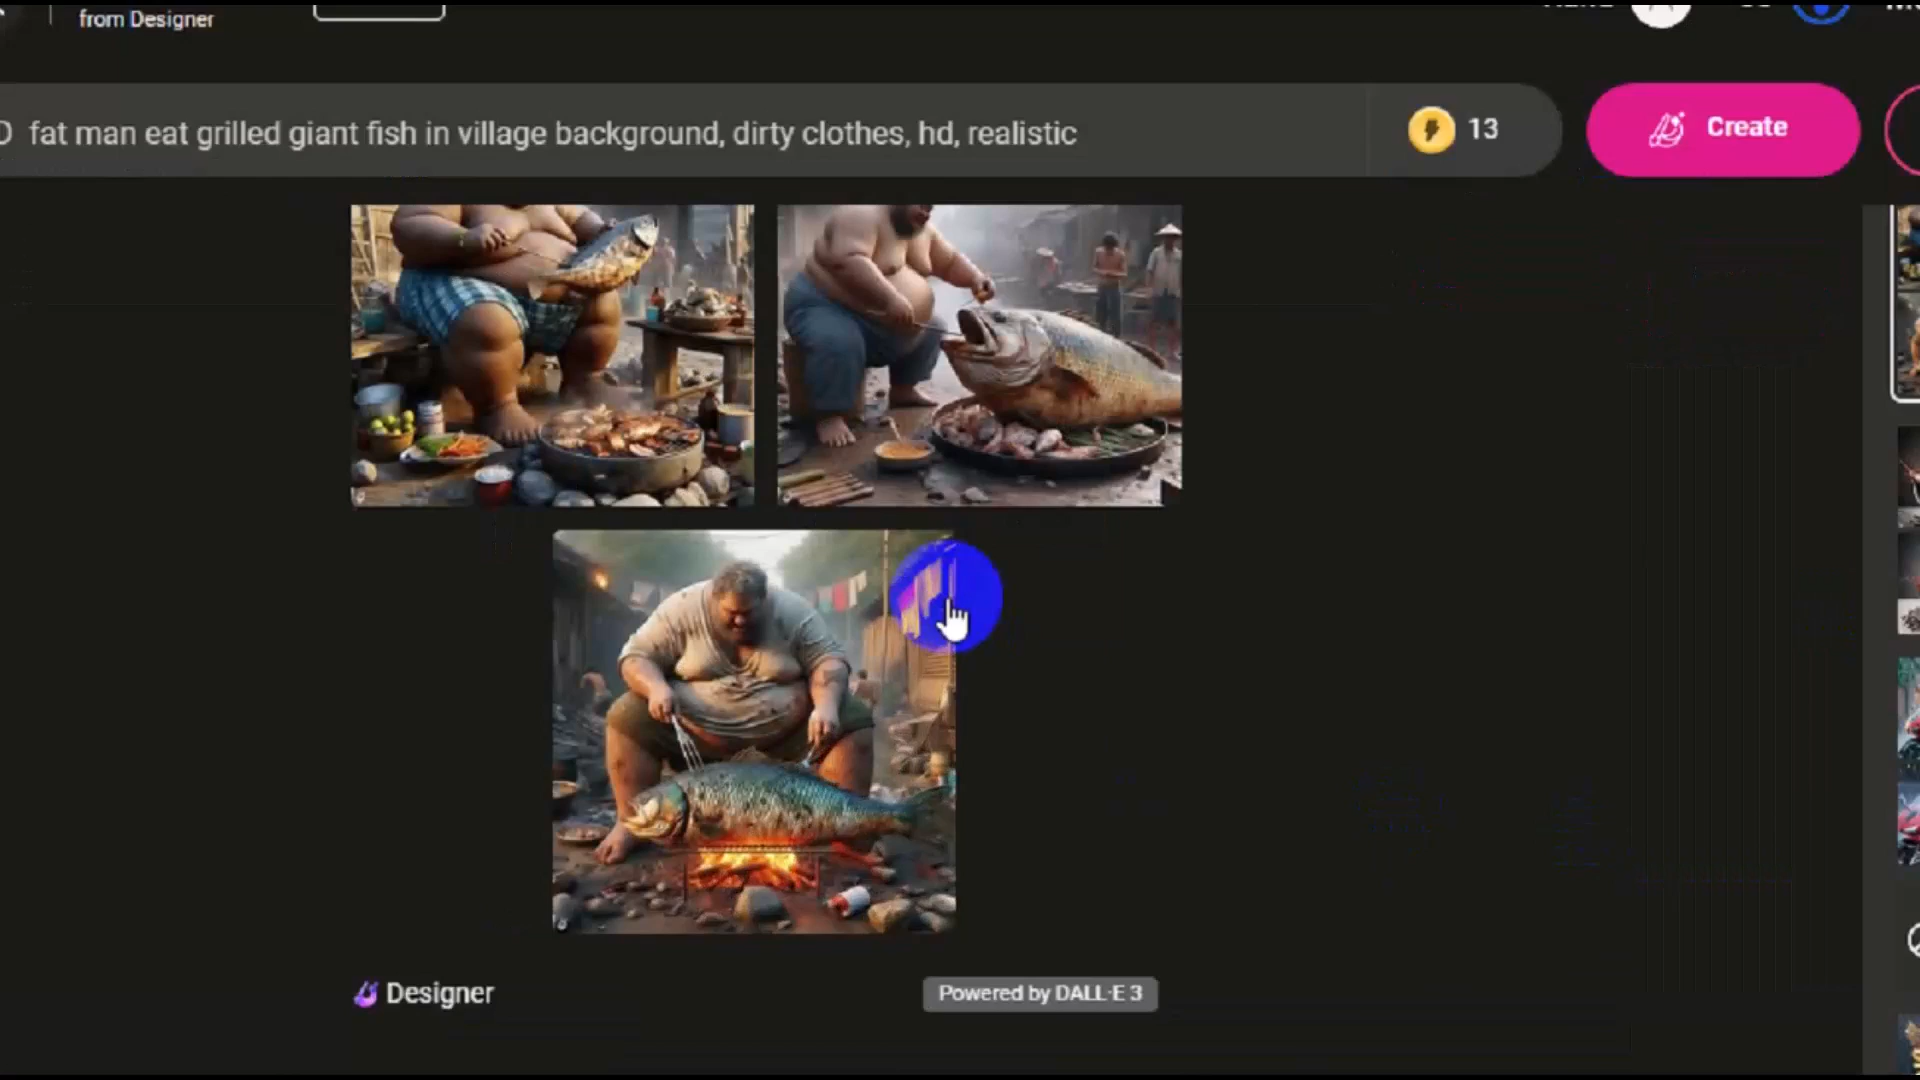 from Designer
fat man eat grilled giant fish in village background, dirty clothes, hd, realistic
13
Create
Designer
Powered by DALL·E 3